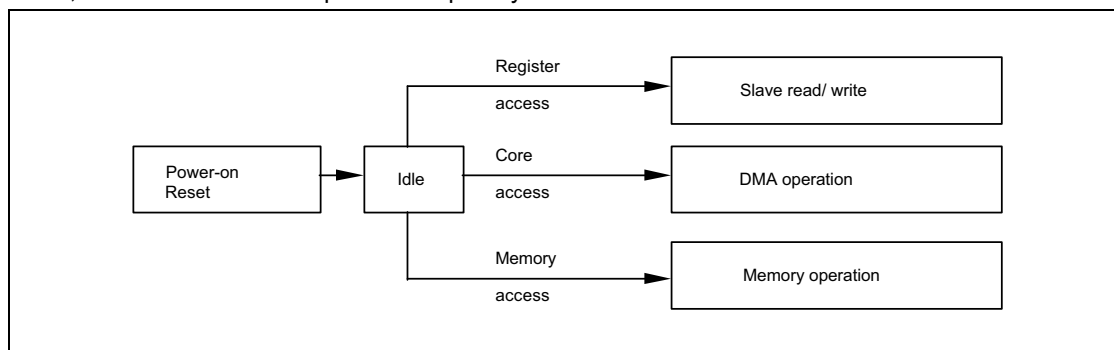 Register
access
Slave read/ write
Power-on
Reset
Idle
Core
access
DMA operation
Memory
access
Memory operation